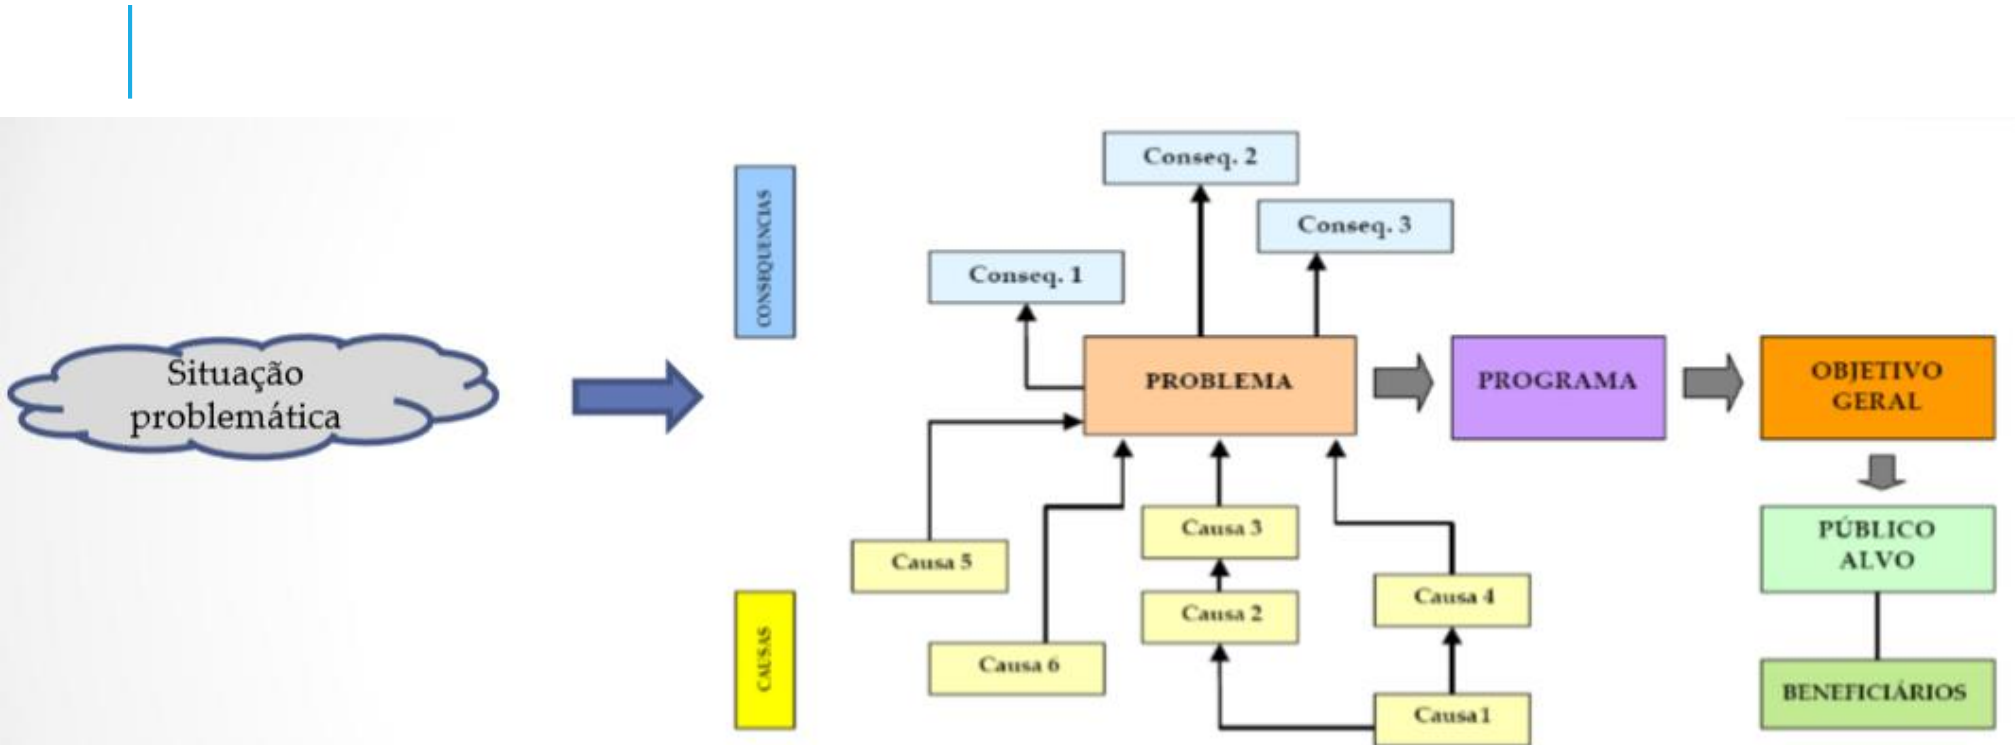 Situação
problemática
CONSEQUENCIAS
CAUSAS
Conseq. 2
Conseq. 3
Conseq. 1
PROBLEMA
PROGRAMA
OBJETIVO
GERAL
Causa 3
Causa 5
Causa 2
Causa 4
Causa 6
Causa 1
PÚBLICO
ALVO
BENEFICIÁRIOS